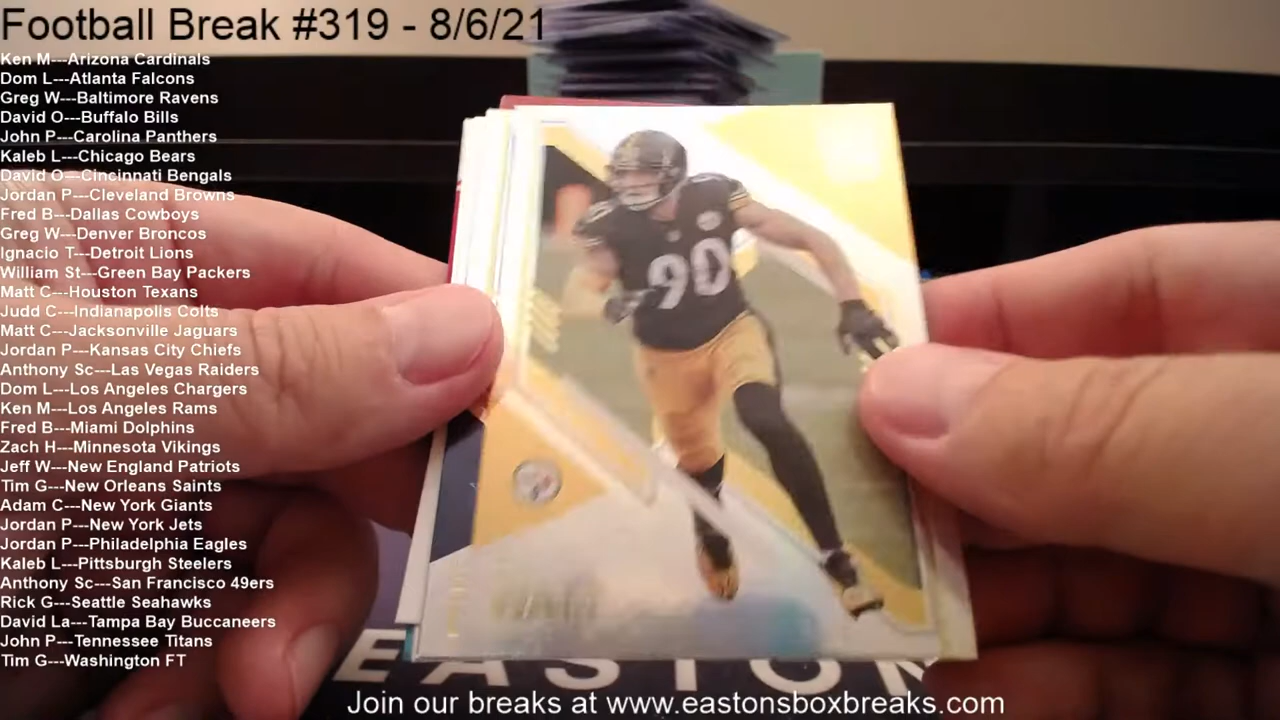 Football Break #319 - 8/6/21
Ken M---Arizona Cardinals
Dom L---Atlanta Falcons
Greg W---Baltimore Ravens
David O---Buffalo Bills
John P---Carolina Panthers
Kaleb L---Chicago Bears
David O---Cincinnati Bengals
Jordan P---Cleveland Browns
Fred B---Dallas Cowboys
Greg W---Denver Broncos
Ignacio T---Detroit Lions
William St---Green Bay Packers
Matt C---Houston Texans
Judd C---Indianapolis Colts
Matt C---Jacksonville Jaguars
Jordan P---Kansas City Chiefs
Anthony Sc---Las Vegas Raiders
Dom L---Los Angeles Chargers
Ken M---Los Angeles Rams
Fred B---Miami Dolphins
Zach H---Minnesota Vikings
Jeff W---New England Patriots
Tim G---New Orleans Saints
Adam C---New York Giants
Jordan P---New York Jets
Jordan P---Philadelphia Eagles
Kaleb L---Pittsburgh Steelers
Anthony Sc---San Francisco 49ers
Rick G---Seattle Seahawks
David La---Tampa Bay Buccaneers
John P---Tennessee Titans
Tim G---Washington FT
90
EASTON
Join our breaks at www.eastonsboxbreaks.com